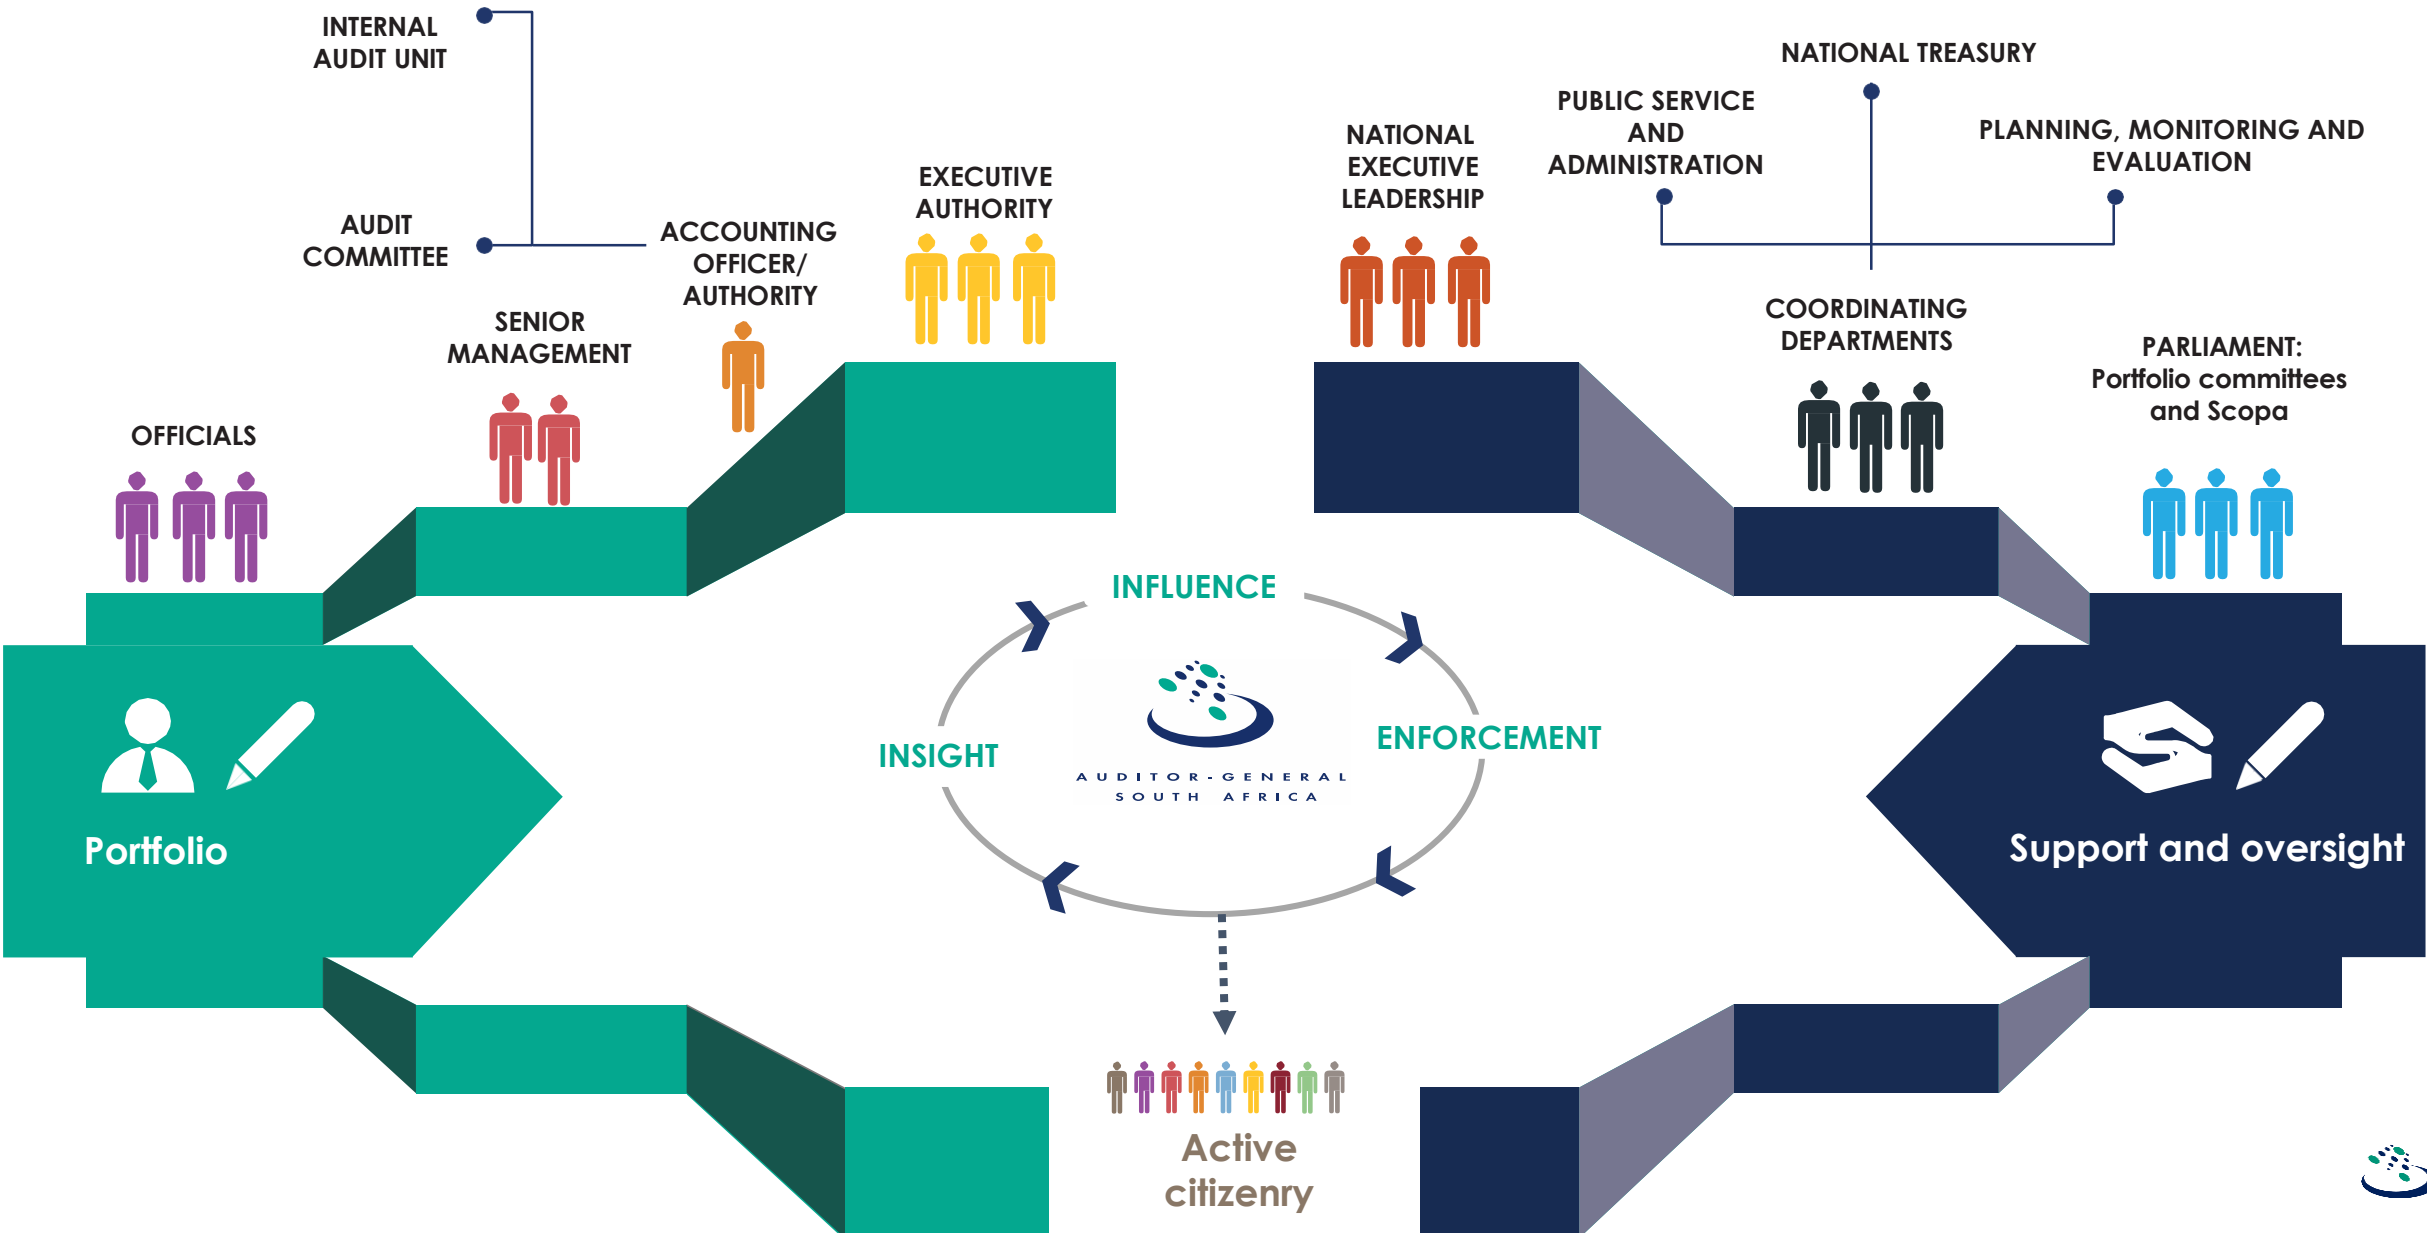 INTERNAL
AUDIT UNIT
AUDIT
COMMITTEE
ACCOUNTING
OFFICER/
AUTHORITY
EXECUTIVE
AUTHORITY
SENIOR
MANAGEMENT
OFFICIALS
NATIONAL
EXECUTIVE
LEADERSHIP
PUBLIC SERVICE
AND
ADMINISTRATION
NATIONAL TREASURY
PLANNING, MONITORING AND
EVALUATION
COORDINATING
DEPARTMENTS
PARLIAMENT:
Portfolio committees
and Scopa
INFLUENCE
INSIGHT
ENFORCEMENT
AUDITOR-GENERAL
SOUTH AFRICA
Portfolio
Support and oversight
Active
citizenry